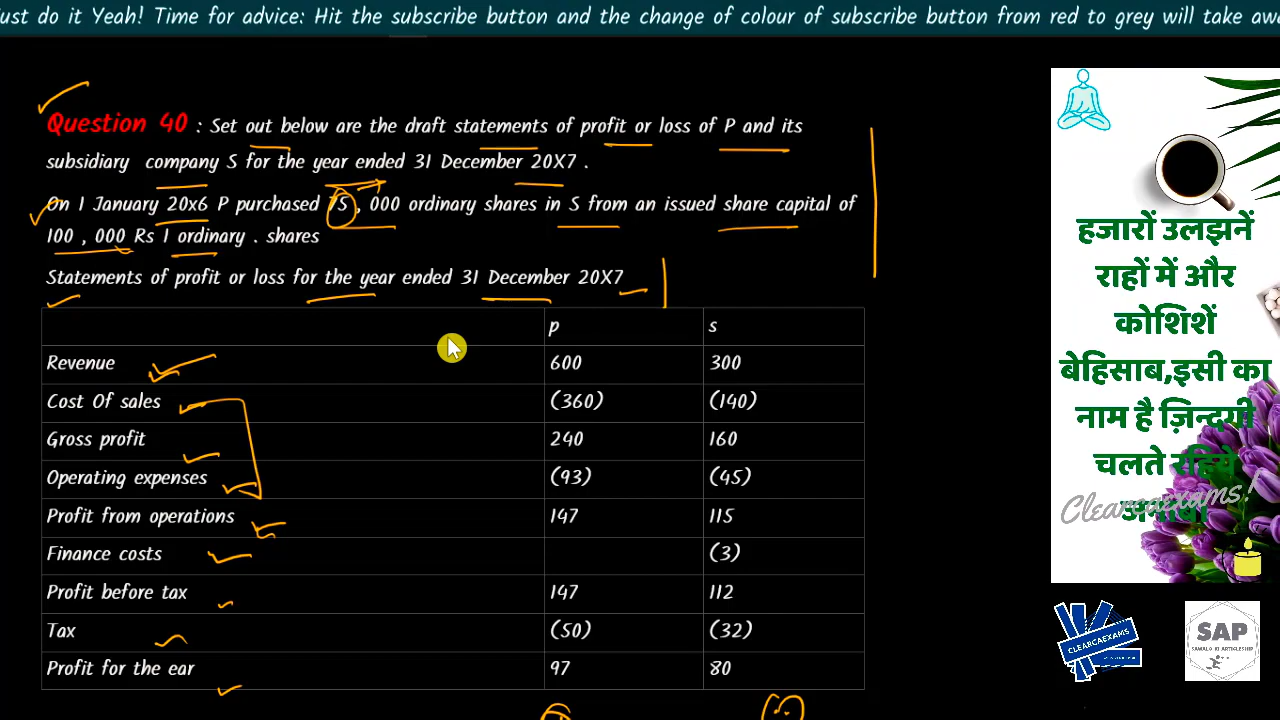 ust do it Yeah! Time for advice: Hit the subscribe button and the change of colour of subscribe button from red to grey will take awa
Question 40 : Set out below are the draft statements of profit or loss of P and its
subsidiary company S for the year ended 31 December 20X7 .
On 1 January 20x6 P purchased 75 , 000 ordinary shares in S from an issued share capital of
100 , 000 Rs 1 ordinary . shares
Statements of profit or loss for the year ended 31 December 20X7
p s
Revenue 600 300
Cost Of sales (360) (140)
Gross profit 240 160
Operating expenses (93) (45)
Profit from operations 147 115
Finance costs (3)
Profit before tax 147 112
Tax (50) (32)
Profit for the ear 97 80
हजारों उलझनें
राहों में और
कोशिशें
बेहिसाब,इसी का
नाम है ज़िन्दगी
चलते रहिये
जनाब।
Clearcaexams.!
CLEARCAEXAMS
SAP
SAWALO KI ARTICLESHIP